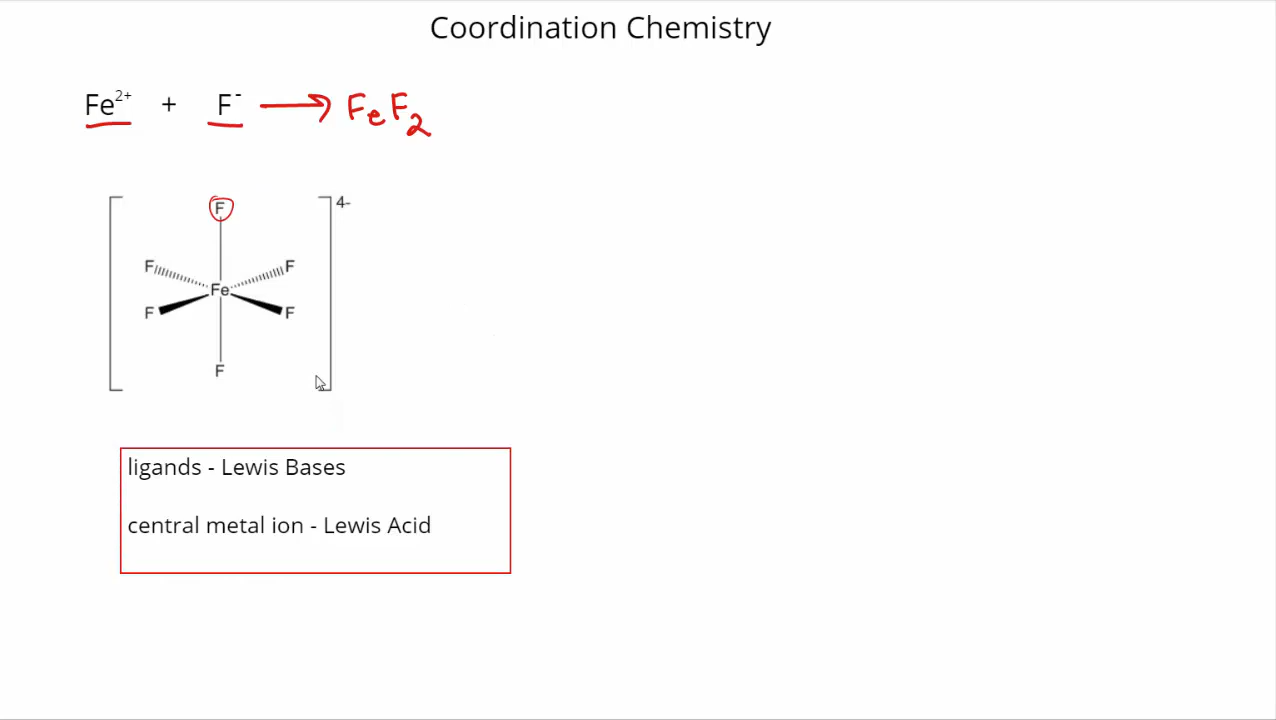 Coordination Chemistry
Fe²⁺ + F⁻ → FeF₂
[ F ]⁴⁻
F F
Fe
F F
F
ligands - Lewis Bases
central metal ion - Lewis Acid